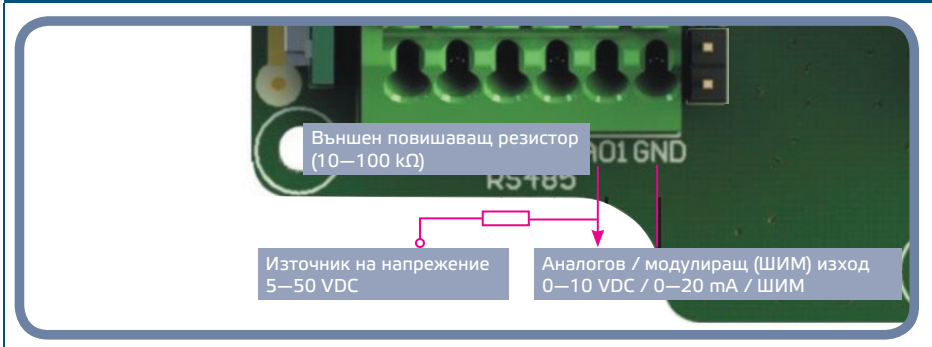 Външен повишаващ резистор
(10—100 kΩ)
AO1 GND
RS485
Източник на напрежение
5—50 VDC
Аналогов / модулиращ (ШИМ) изход
0—10 VDC / 0—20 mA / ШИМ